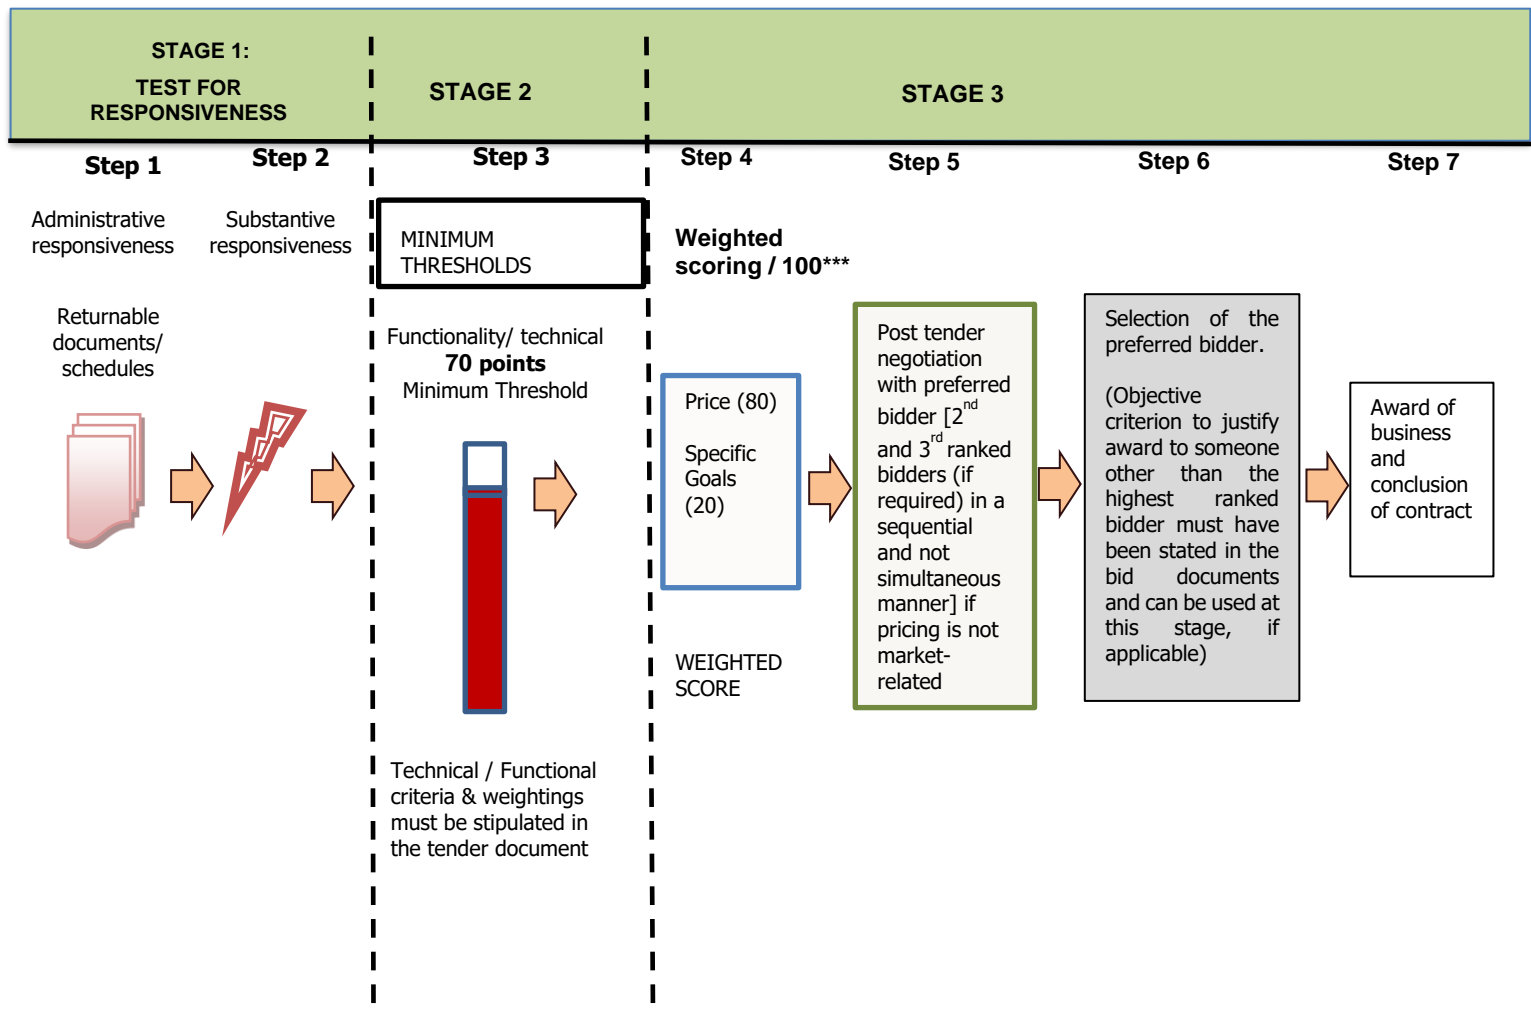 STAGE 1:
TEST FOR
RESPONSIVENESS
STAGE 2
STAGE 3
Step 1
Step 2
Step 3
Step 4
Step 5
Step 6
Step 7
Administrative
responsiveness
Substantive
responsiveness
MINIMUM
THRESHOLDS
Weighted
scoring / 100***
Returnable
documents/
schedules
Functionality/ technical
70 points
Minimum Threshold
Price (80)
Specific
Goals
(20)
Post tender
negotiation
with preferred
bidder [2nd
and 3rd ranked
bidders (if
required) in a
sequential
and not
simultaneous
manner] if
pricing is not
market-
related
Selection of the
preferred bidder.
(Objective
criterion to justify
award to someone
other than the
highest ranked
bidder must have
been stated in the
bid documents
and can be used at
this stage, if
applicable)
Award of
business
and
conclusion
of contract
WEIGHTED
SCORE
Technical / Functional
criteria & weightings
must be stipulated in
the tender document